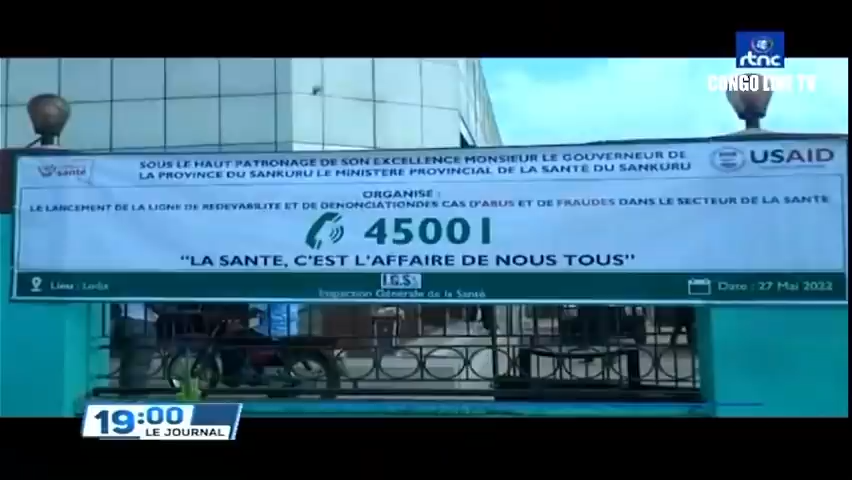 rtnc
CONGO LIVE TV
santé
SOUS LE HAUT PATRONAGE DE SON EXCELLENCE MONSIEUR LE GOUVERNEUR DE
LA PROVINCE DU SANKURU LE MINISTERE PROVINCIAL DE LA SANTE DU SANKURU
USAID
ORGANISE :
LE LANCEMENT DE LA LIGNE DE REDEVABILITE ET DE DENONCIATIONDES CAS D'ABUS ET DE FRAUDES DANS LE SECTEUR DE LA SANTE
45001
"LA SANTE, C'EST L'AFFAIRE DE NOUS TOUS"
Lieu : Lodja
I.G.S
Inspection Générale de la Santé
Date : 27 Mai 2022
19:00
LE JOURNAL